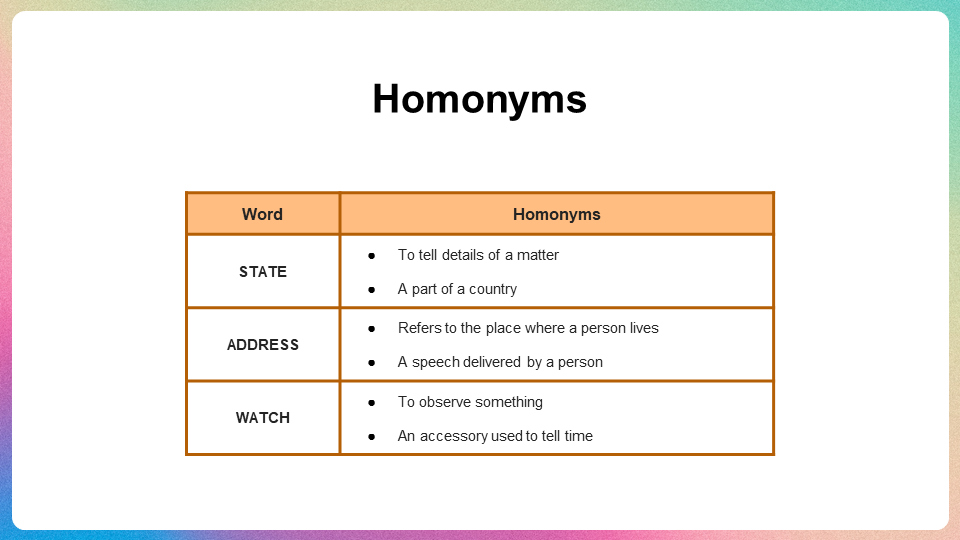 Homonyms
Word
Homonyms
STATE
● To tell details of a matter
● A part of a country
ADDRESS
● Refers to the place where a person lives
● A speech delivered by a person
WATCH
● To observe something
● An accessory used to tell time